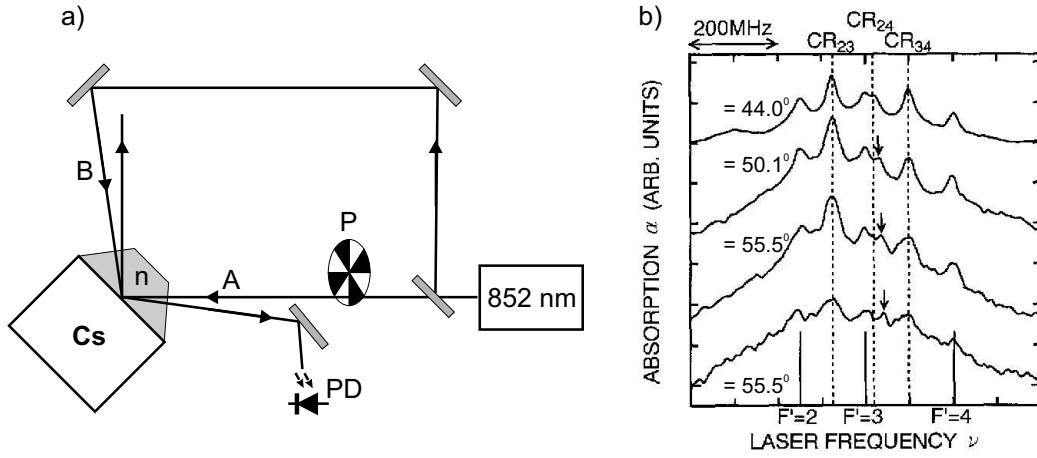 a)
B
n
A
P
852 nm
Cs
PD
b)
CR24
200MHz
CR23
CR34
ABSORPTION α (ARB. UNITS)
= 44.0°
= 50.1°
= 55.5°
= 55.5°
F'=2
F'=3
F'=4
LASER FREQUENCY ν